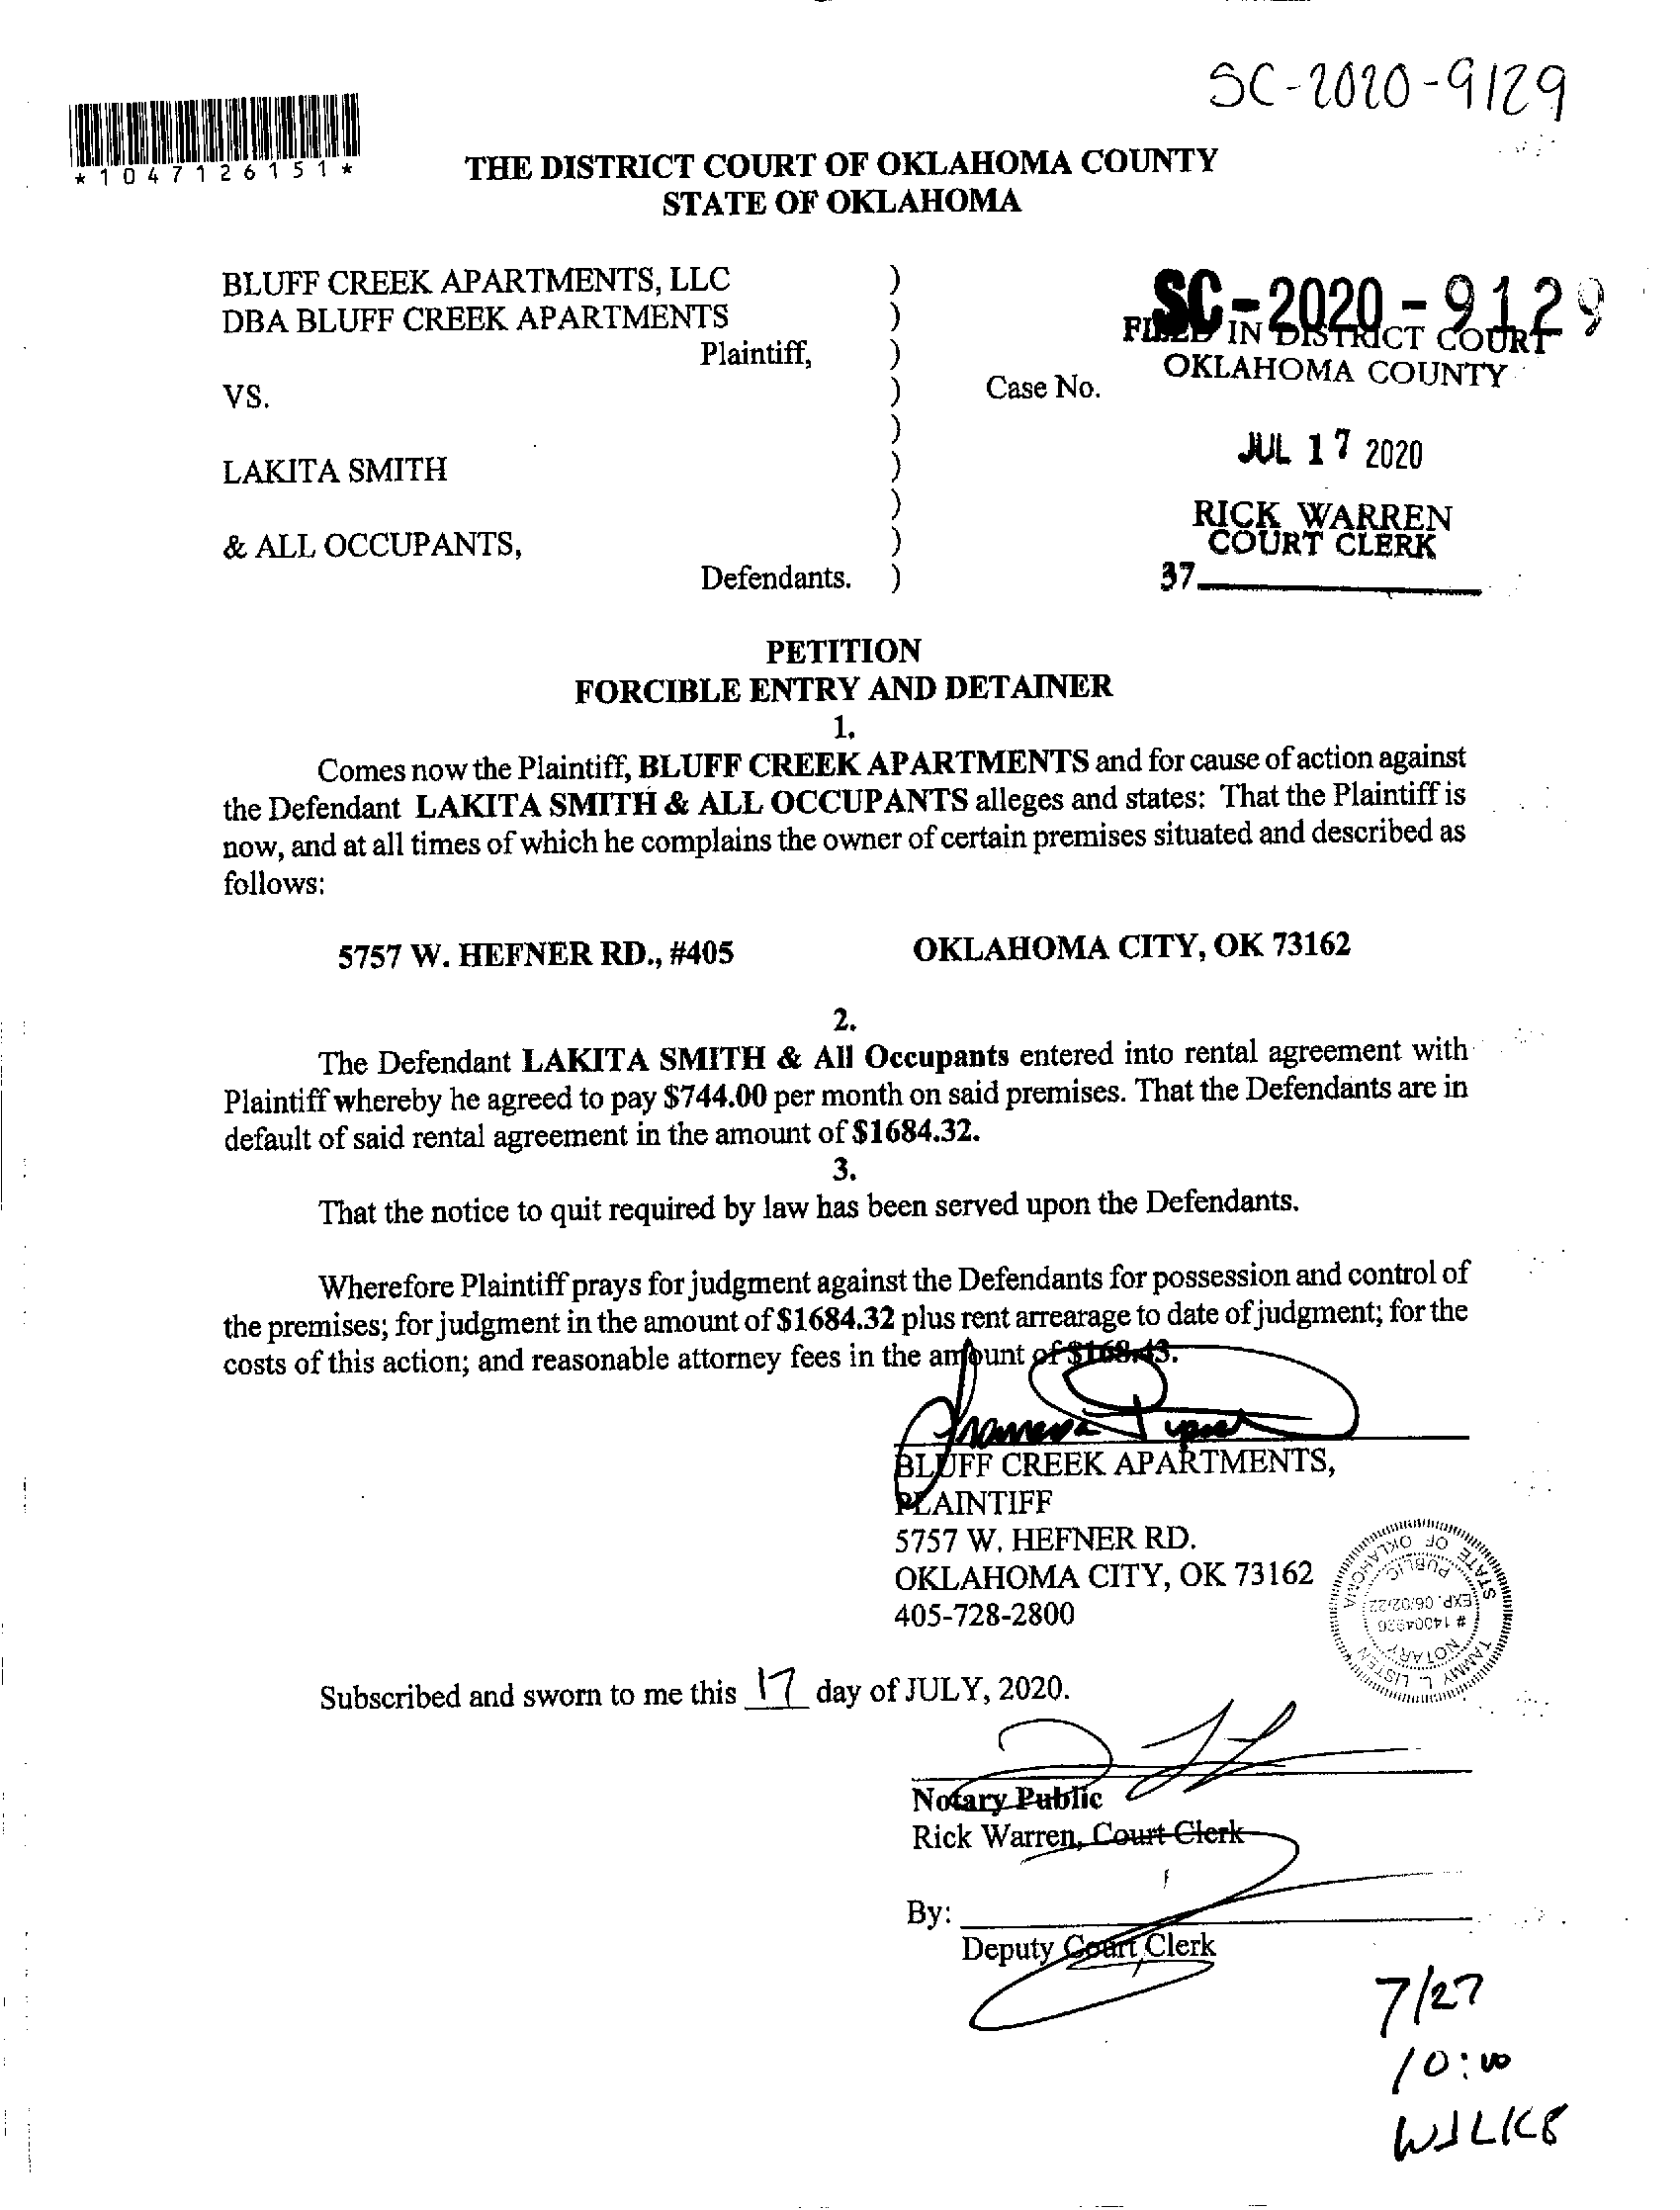 SC-2020-9129
*1047126151*
THE DISTRICT COURT OF OKLAHOMA COUNTY
STATE OF OKLAHOMA
BLUFF CREEK APARTMENTS, LLC )
DBA BLUFF CREEK APARTMENTS )
Plaintiff, )
VS. ) Case No.
)
LAKITA SMITH )
)
& ALL OCCUPANTS, )
Defendants. )
SC-2020-9129
FILED IN DISTRICT COURT
OKLAHOMA COUNTY
JUL 17 2020
RICK WARREN
COURT CLERK
37
PETITION
FORCIBLE ENTRY AND DETAINER
1.
Comes now the Plaintiff, BLUFF CREEK APARTMENTS and for cause of action against
the Defendant LAKITA SMITH & ALL OCCUPANTS alleges and states: That the Plaintiff is
now, and at all times of which he complains the owner of certain premises situated and described as
follows:
5757 W. HEFNER RD., #405 OKLAHOMA CITY, OK 73162
2.
The Defendant LAKITA SMITH & All Occupants entered into rental agreement with
Plaintiff whereby he agreed to pay $744.00 per month on said premises. That the Defendants are in
default of said rental agreement in the amount of $1684.32.
3.
That the notice to quit required by law has been served upon the Defendants.
Wherefore Plaintiff prays for judgment against the Defendants for possession and control of
the premises; for judgment in the amount of $1684.32 plus rent arrearage to date of judgment; for the
costs of this action; and reasonable attorney fees in the amount of $168.43.
BLUFF CREEK APARTMENTS,
PLAINTIFF
5757 W. HEFNER RD.
OKLAHOMA CITY, OK 73162
405-728-2800
TAMMY L. LISTEN
NOTARY
# 14004936
EXP. 06/02/22
PUBLIC
STATE OF OKLAHOMA
Subscribed and sworn to me this 17 day of JULY, 2020.
Notary Public
Rick Warren, Court Clerk
By:
Deputy Court Clerk
7/27
10:00
WILKS